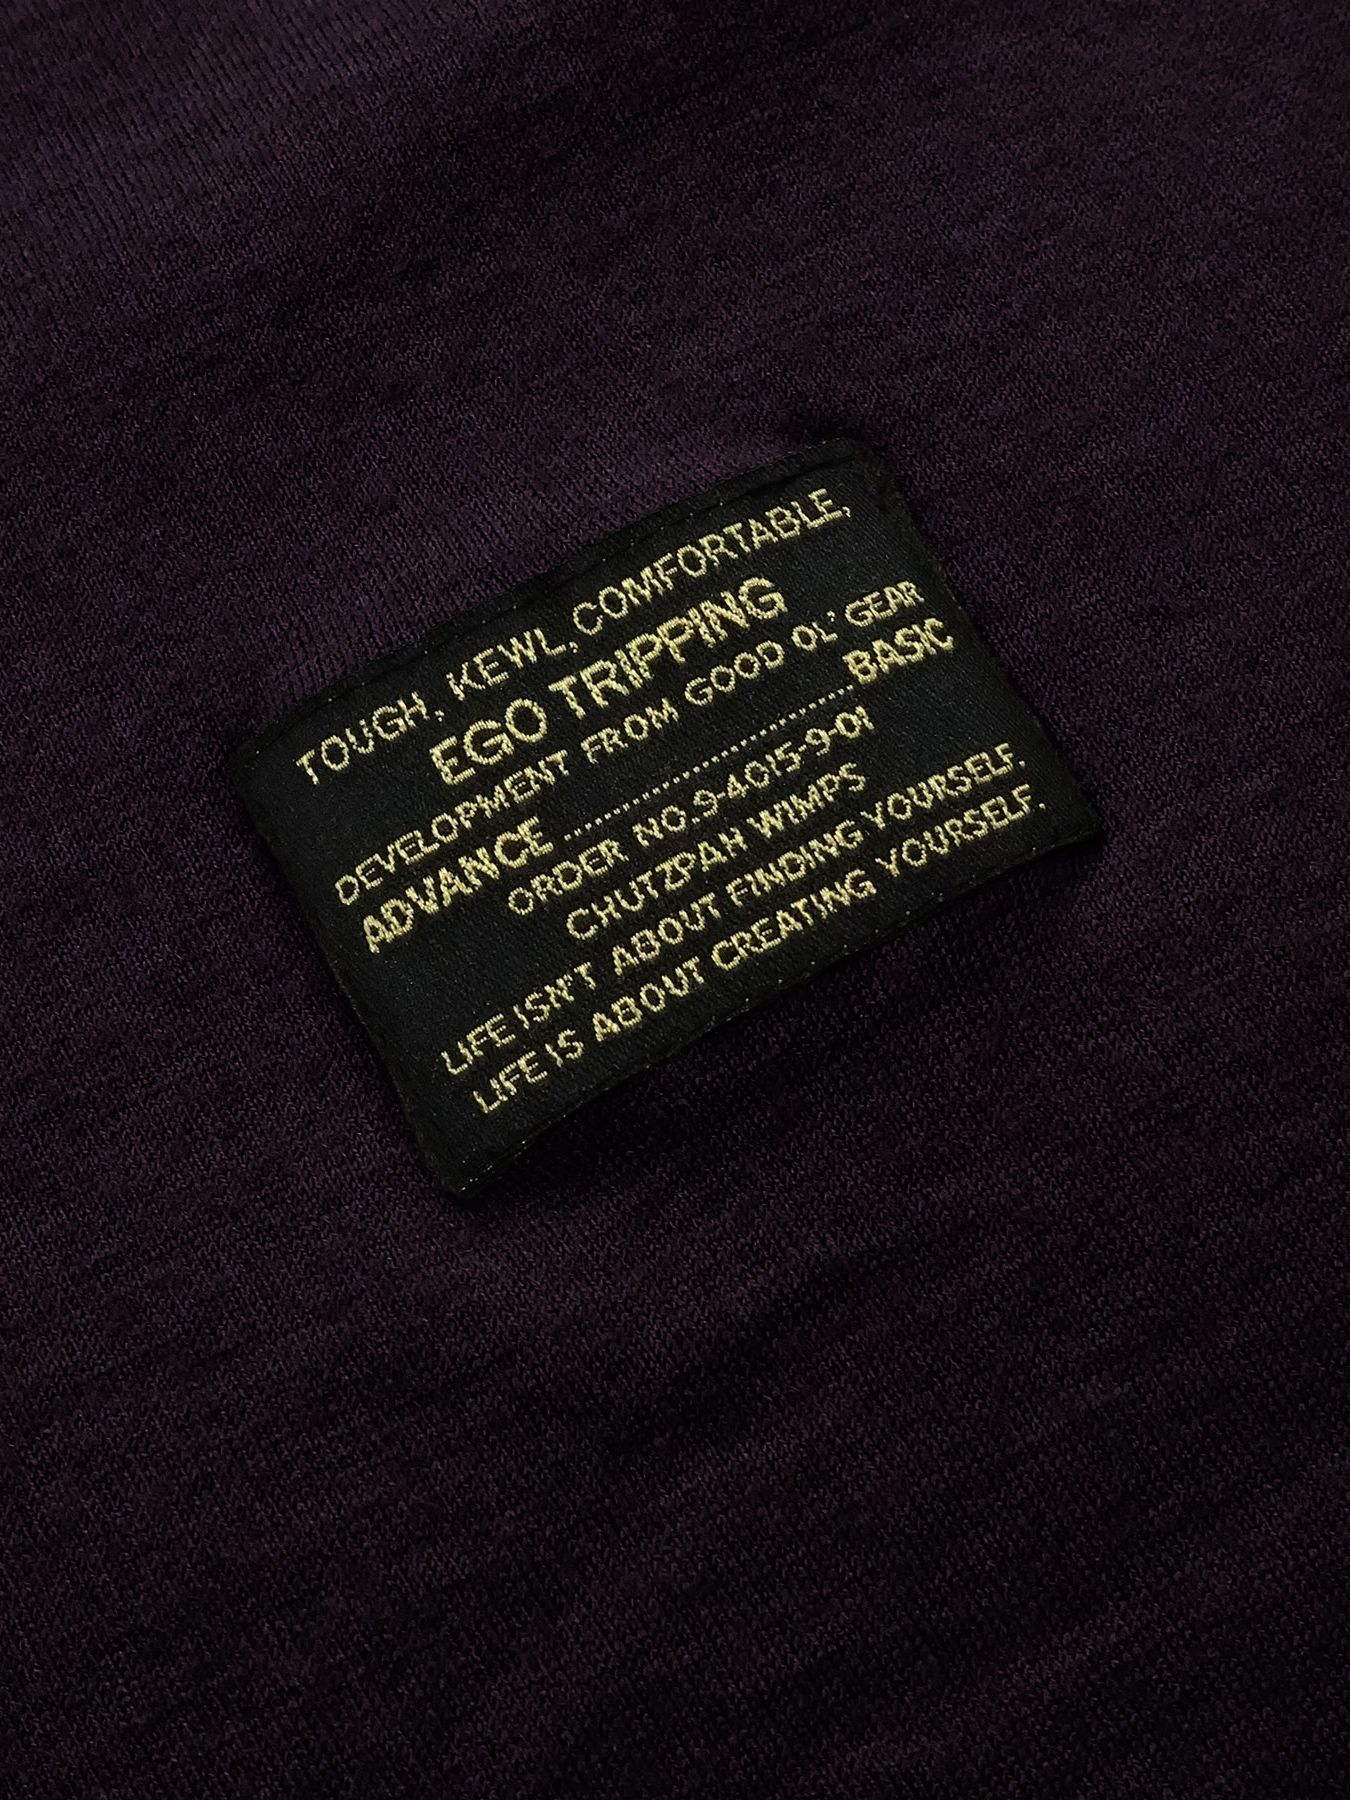 TOUGH, KEWL, COMFORTABLE,
EGO TRIPPING
DEVELOPMENT FROM GOOD OL' GEAR
ADVANCE ........................ BASIC
ORDER NO.9-4015-9-01
CHUTZPAH WIMPS
LIFE ISN'T ABOUT FINDING YOURSELF.
LIFE IS ABOUT CREATING YOURSELF.